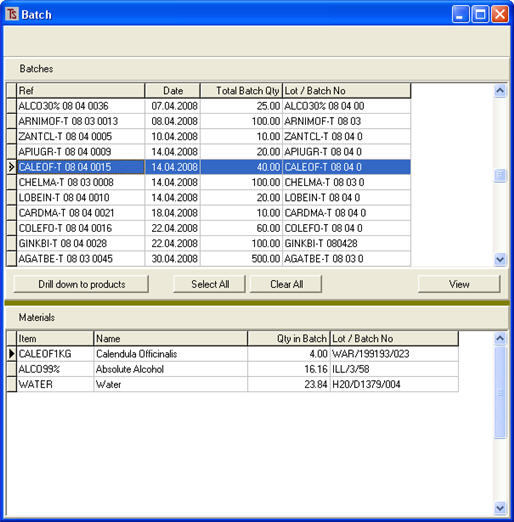 TS Batch
Batches
Ref Date Total Batch Qty Lot / Batch No
ALCO30% 08 04 0036 07.04.2008 25.00 ALCO30% 08 04 00
ARNIMOF-T 08 03 0013 08.04.2008 100.00 ARNIMOF-T 08 03
ZANTCL-T 08 04 0005 10.04.2008 10.00 ZANTCL-T 08 04 0
APIUGR-T 08 04 0009 14.04.2008 20.00 APIUGR-T 08 04 0
CALEOF-T 08 04 0015 14.04.2008 40.00 CALEOF-T 08 04 0
CHELMA-T 08 03 0008 14.04.2008 100.00 CHELMA-T 08 03 0
LOBEIN-T 08 04 0010 14.04.2008 20.00 LOBEIN-T 08 04 0
CARDMA-T 08 04 0021 18.04.2008 10.00 CARDMA-T 08 04 0
COLEFO-T 08 04 0016 22.04.2008 60.00 COLEFO-T 08 04 0
GINKBI-T 08 04 0028 22.04.2008 100.00 GINKBI-T 080428
AGATBE-T 08 03 0045 30.04.2008 500.00 AGATBE-T 08 03 0
Drill down to products Select All Clear All View
Materials
Item Name Qty in Batch Lot / Batch No
CALEOF1KG Calendula Officinalis 4.00 WAR/199193/023
ALCO99% Absolute Alcohol 16.16 ILL/3/58
WATER Water 23.84 H20/D1379/004